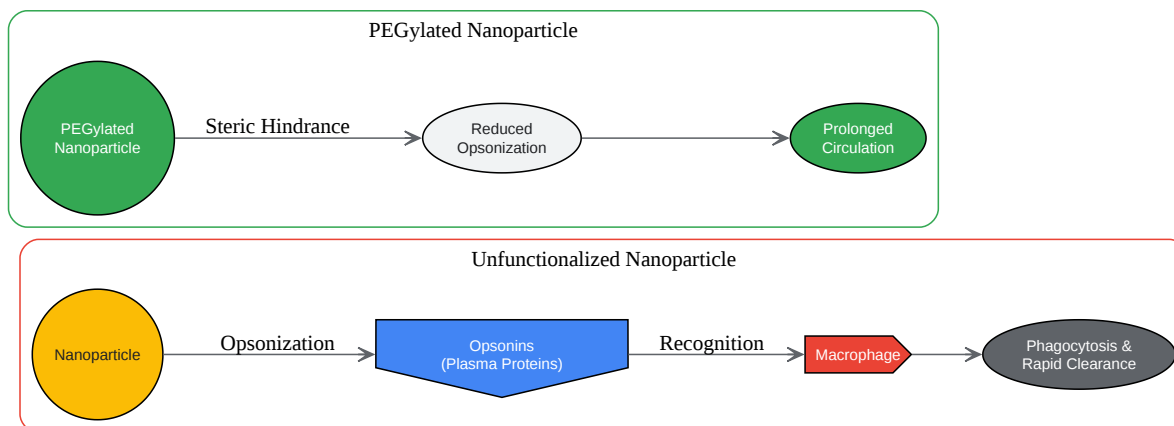 PEGylated Nanoparticle
PEGylated
Nanoparticle
Steric Hindrance
Reduced
Opsonization
Prolonged
Circulation
Unfunctionalized Nanoparticle
Nanoparticle
Opsonization
Opsonins
(Plasma Proteins)
Recognition
Macrophage
Phagocytosis &
Rapid Clearance